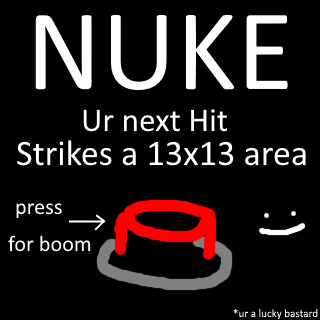 NUKE
Ur next Hit
Strikes a 13x13 area
press
for boom
*ur a lucky bastard